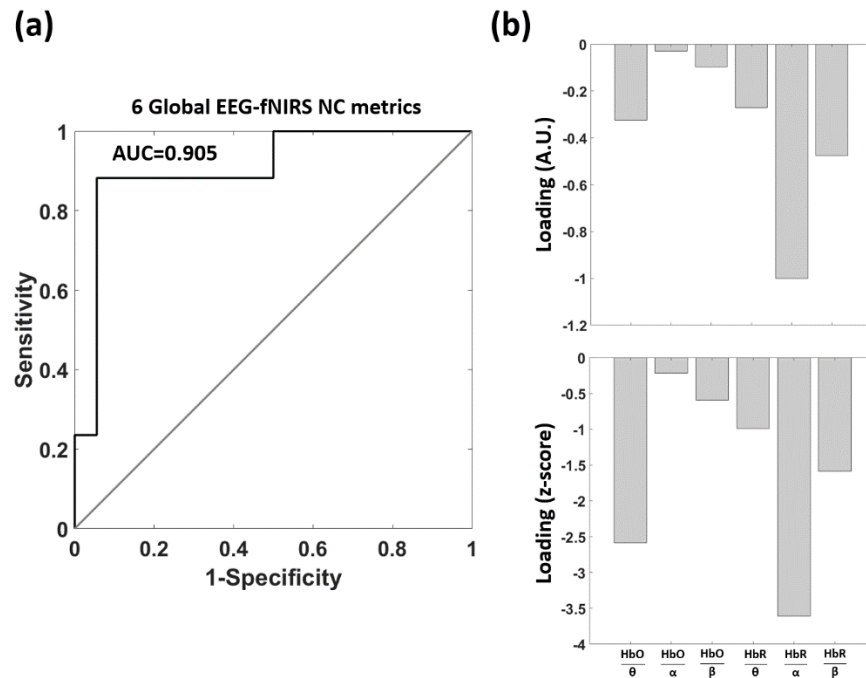 (a)
6 Global EEG-fNIRS NC metrics
AUC=0.905
Sensitivity
1
0.8
0.6
0.4
0.2
0
0 0.2 0.4 0.6 0.8 1
1-Specificity
(b)
Loading (A.U.)
0
-0.2
-0.4
-0.6
-0.8
-1
-1.2
Loading (z-score)
0
-0.5
-1
-1.5
-2
-2.5
-3
-3.5
-4
HbO HbO HbO HbR HbR HbR
θ α β θ α β